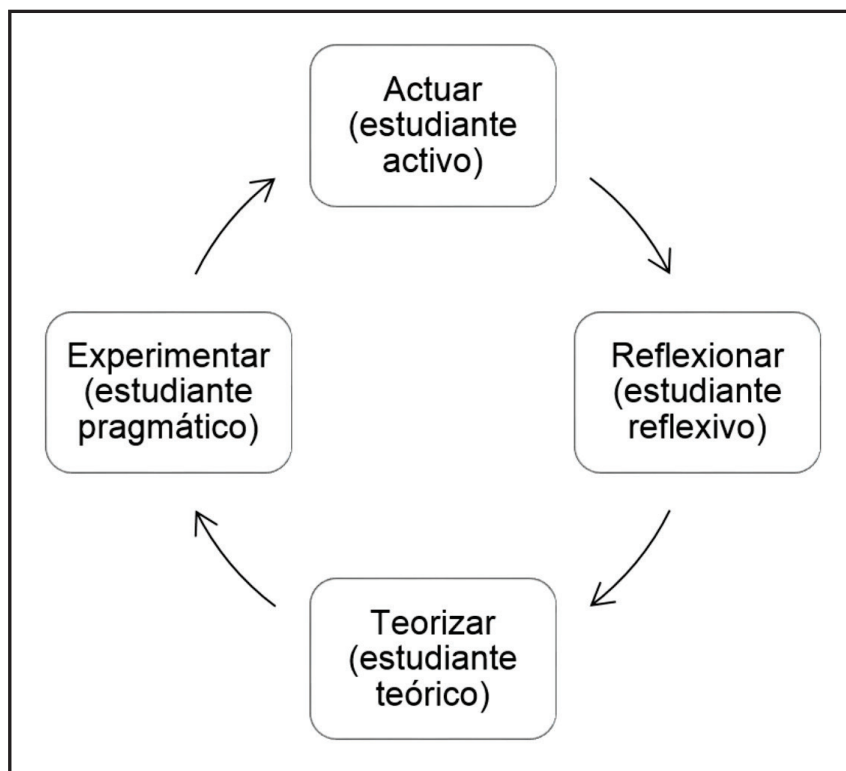 Actuar
(estudiante
activo)
Reflexionar
(estudiante
reflexivo)
Teorizar
(estudiante
teórico)
Experimentar
(estudiante
pragmático)